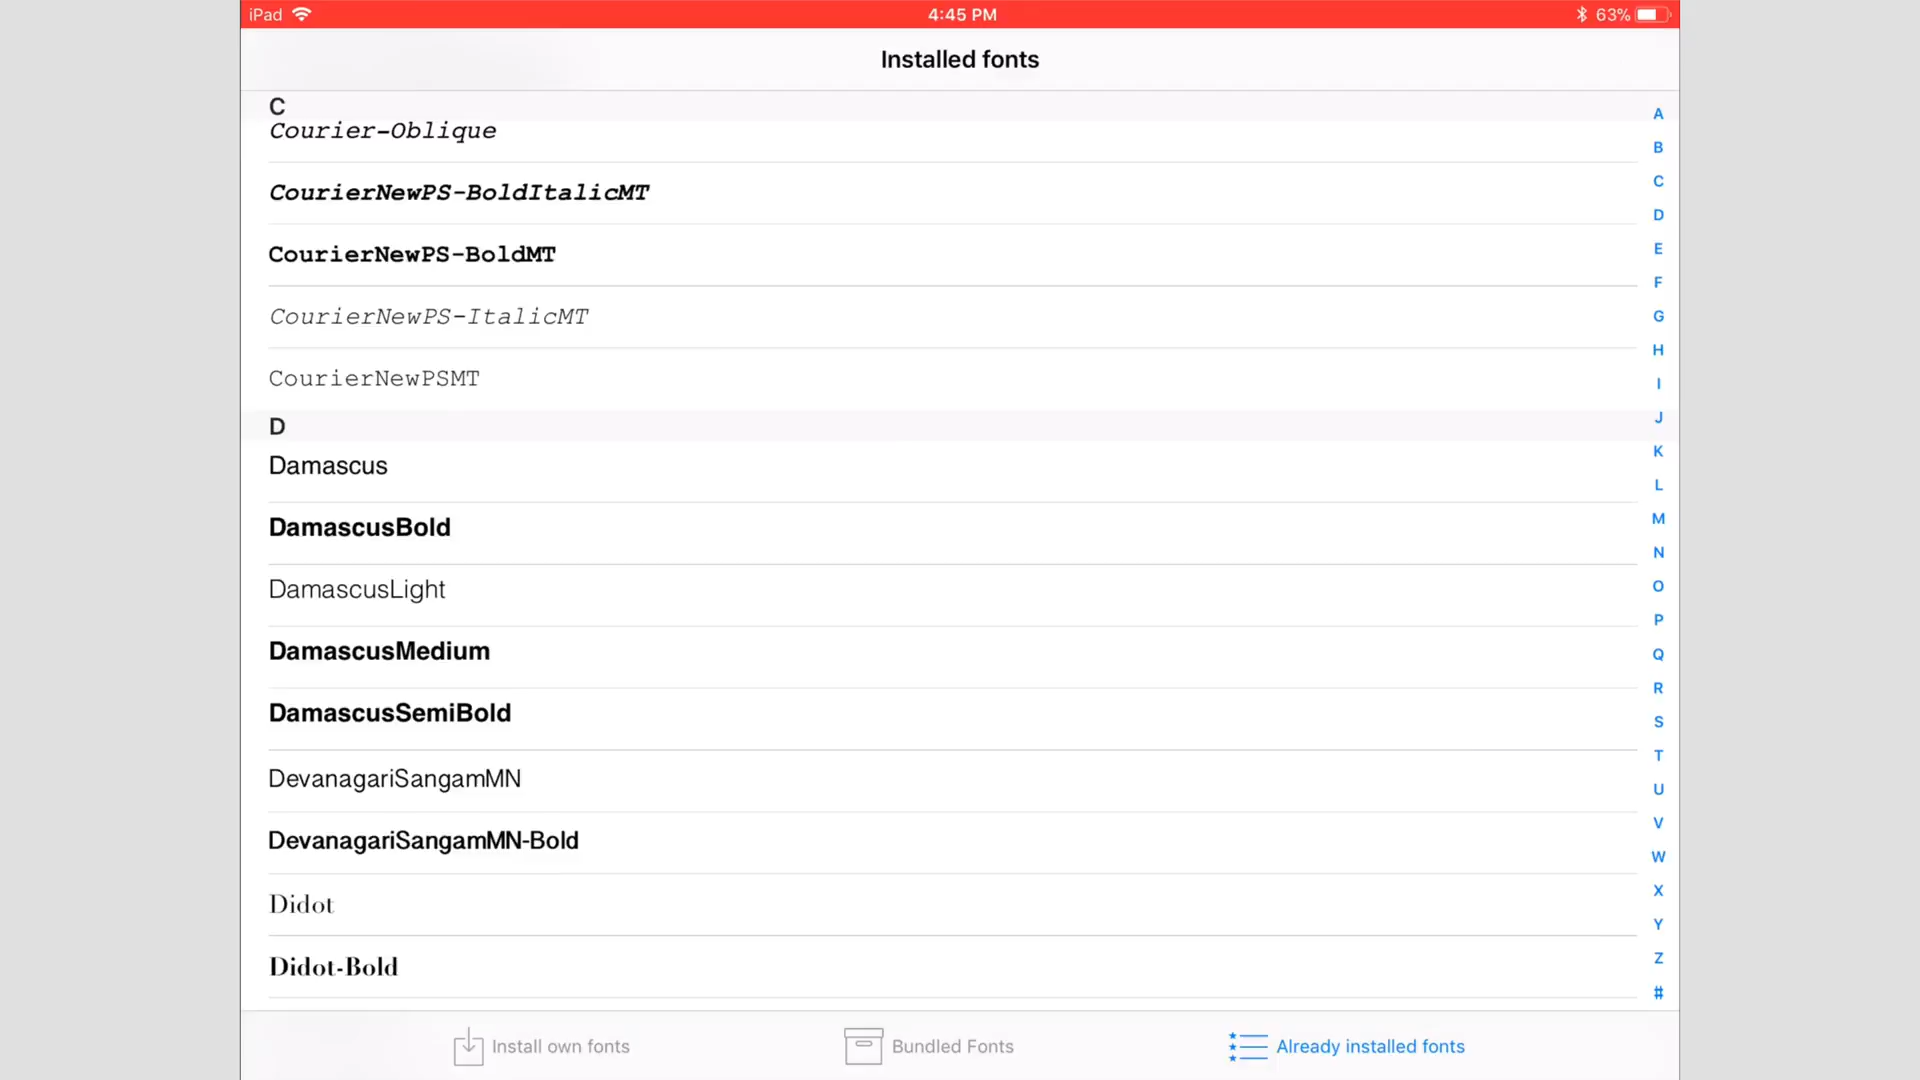 iPad 4:45 PM 63%
Installed fonts
C
Courier-Oblique
CourierNewPS-BoldItalicMT
CourierNewPS-BoldMT
CourierNewPS-ItalicMT
CourierNewPSMT
D
Damascus
DamascusBold
DamascusLight
DamascusMedium
DamascusSemiBold
DevanagariSangamMN
DevanagariSangamMN-Bold
Didot
Didot-Bold
A
B
C
D
E
F
G
H
I
J
K
L
M
N
O
P
Q
R
S
T
U
V
W
X
Y
Z
#
Install own fonts Bundled Fonts Already installed fonts